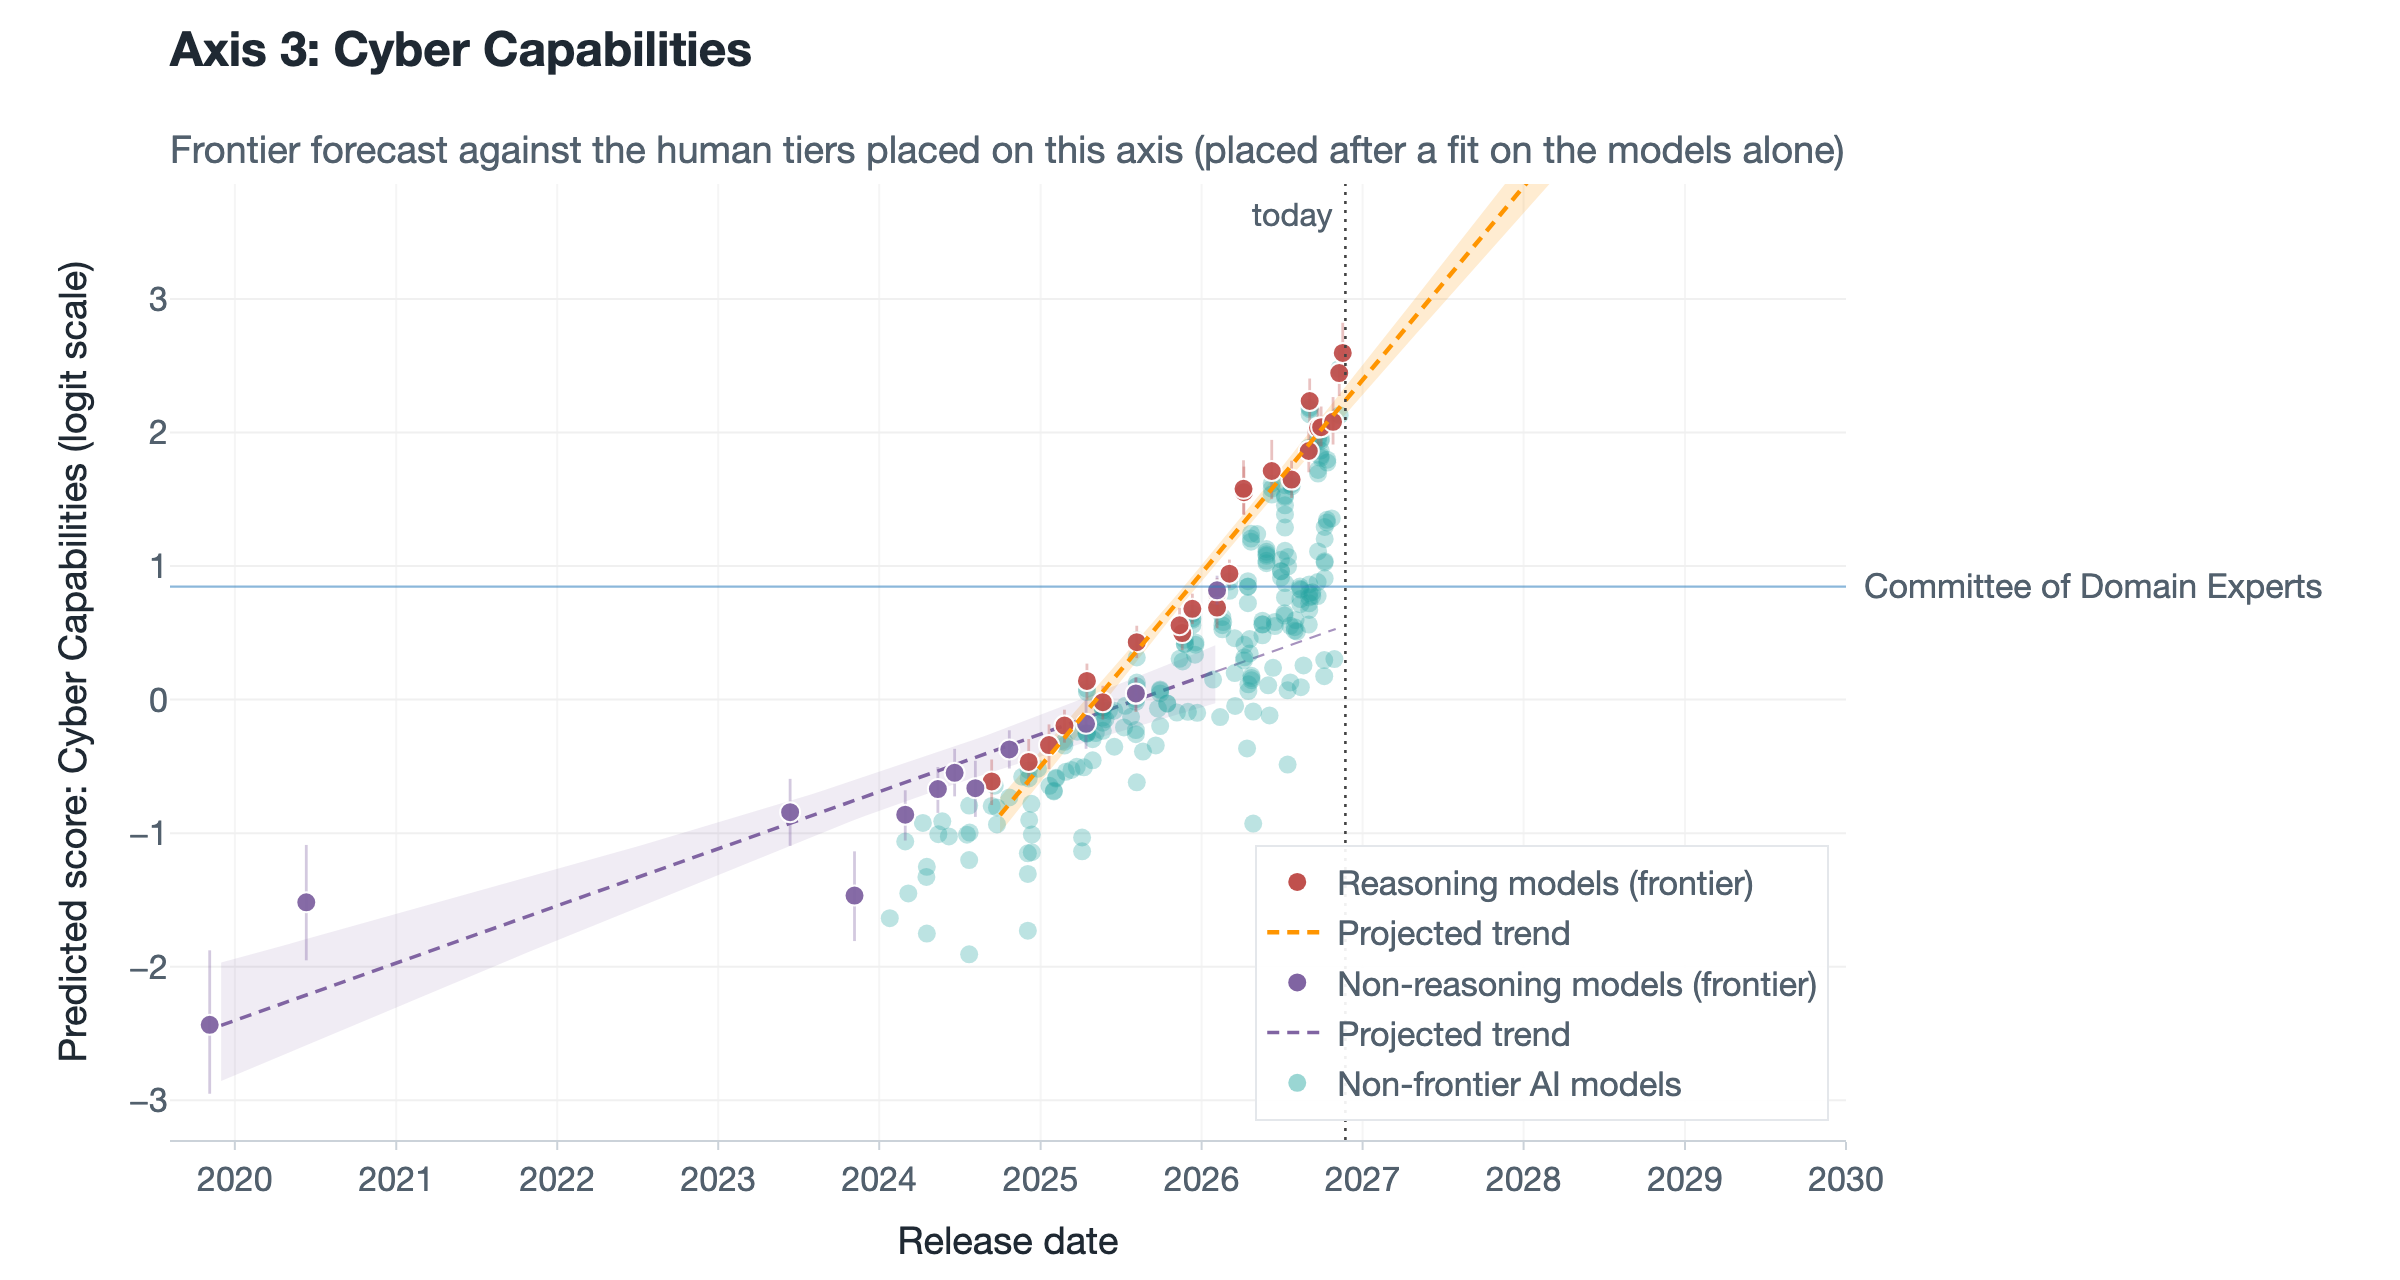 Axis 3: Cyber Capabilities
Frontier forecast against the human tiers placed on this axis (placed after a fit on the models alone)
today
Predicted score: Cyber Capabilities (logit scale)
3
2
1
0
−1
−2
−3
Committee of Domain Experts
Reasoning models (frontier)
Projected trend
Non-reasoning models (frontier)
Projected trend
Non-frontier AI models
2020 2021 2022 2023 2024 2025 2026 2027 2028 2029 2030
Release date